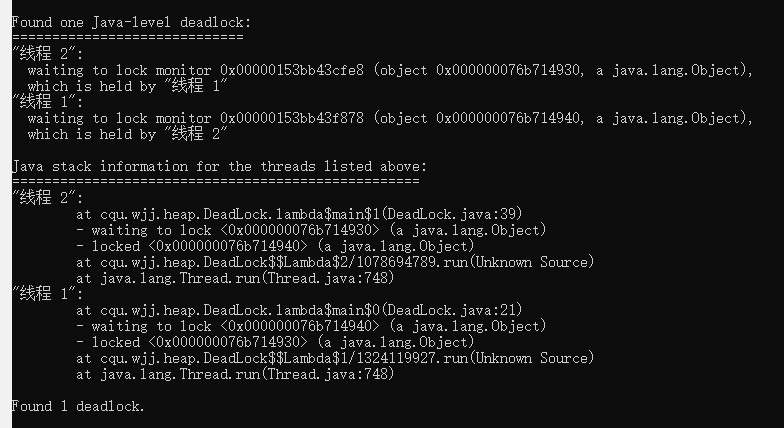 Found one Java-level deadlock:
=============================
"线程 2":
  waiting to lock monitor 0x00000153bb43cfe8 (object 0x000000076b714930, a java.lang.Object),
  which is held by "线程 1"
"线程 1":
  waiting to lock monitor 0x00000153bb43f878 (object 0x000000076b714940, a java.lang.Object),
  which is held by "线程 2"

Java stack information for the threads listed above:
===================================================
"线程 2":
        at cqu.wjj.heap.DeadLock.lambda$main$1(DeadLock.java:39)
        - waiting to lock <0x000000076b714930> (a java.lang.Object)
        - locked <0x000000076b714940> (a java.lang.Object)
        at cqu.wjj.heap.DeadLock$$Lambda$2/1078694789.run(Unknown Source)
        at java.lang.Thread.run(Thread.java:748)
"线程 1":
        at cqu.wjj.heap.DeadLock.lambda$main$0(DeadLock.java:21)
        - waiting to lock <0x000000076b714940> (a java.lang.Object)
        - locked <0x000000076b714930> (a java.lang.Object)
        at cqu.wjj.heap.DeadLock$$Lambda$1/1324119927.run(Unknown Source)
        at java.lang.Thread.run(Thread.java:748)

Found 1 deadlock.